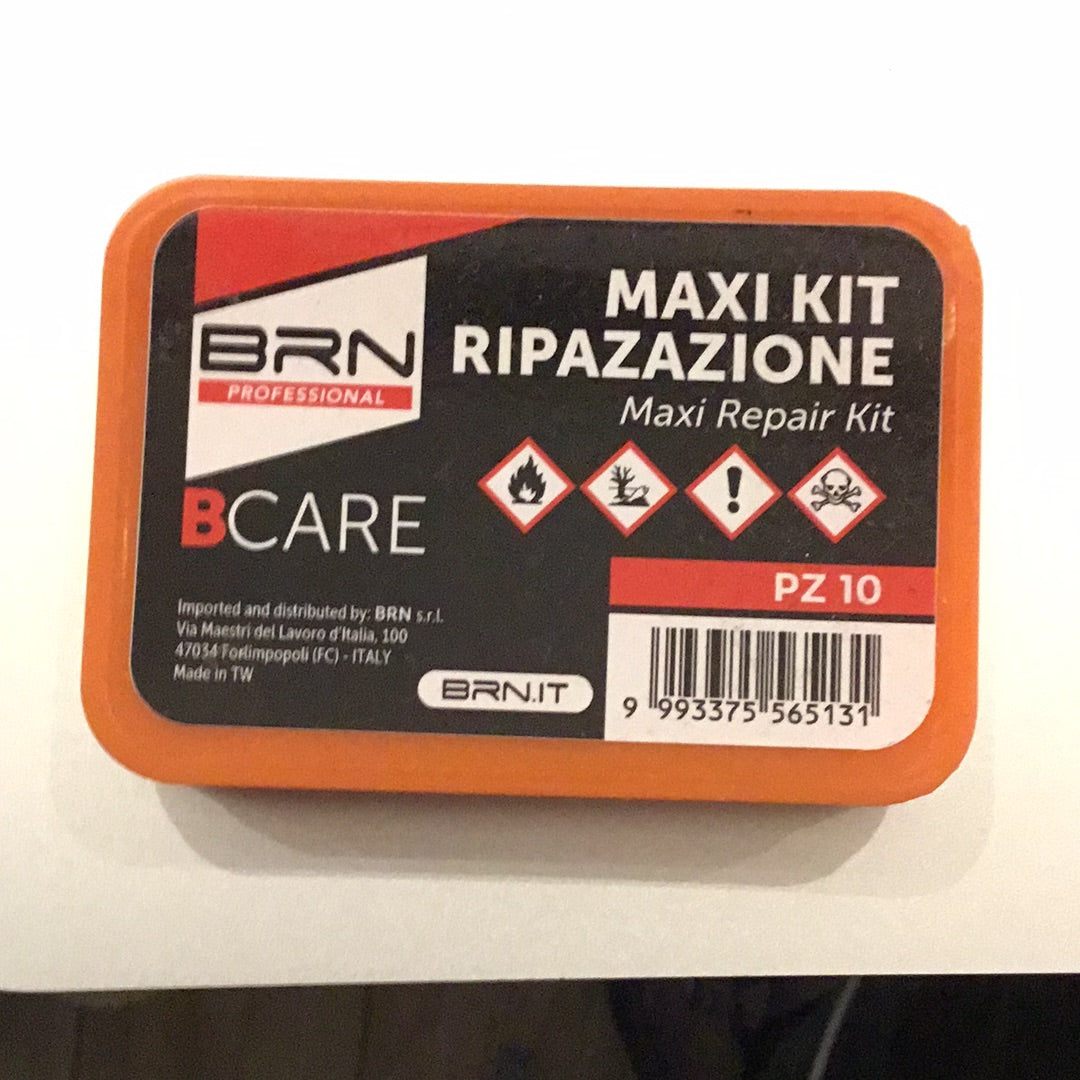 MAXI KIT
RIPAZAZIONE
Maxi Repair Kit
BRN
PROFESSIONAL
BCARE
PZ 10
Imported and distributed by: BRN s.r.l.
Via Maestri del Lavoro d'Italia, 100
47034 Forlimpopoli (FC) - ITALY
Made in TW
BRN.IT
9 993375 565131